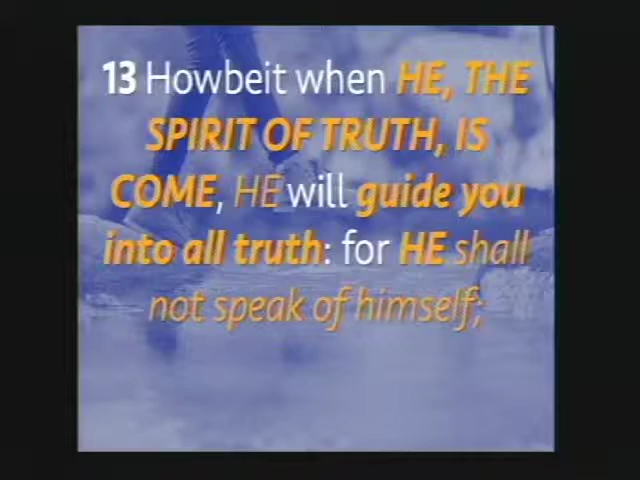 13 Howbeit when HE, THE
SPIRIT OF TRUTH, IS
COME, HE will guide you
into all truth: for HE shall
not speak of himself;